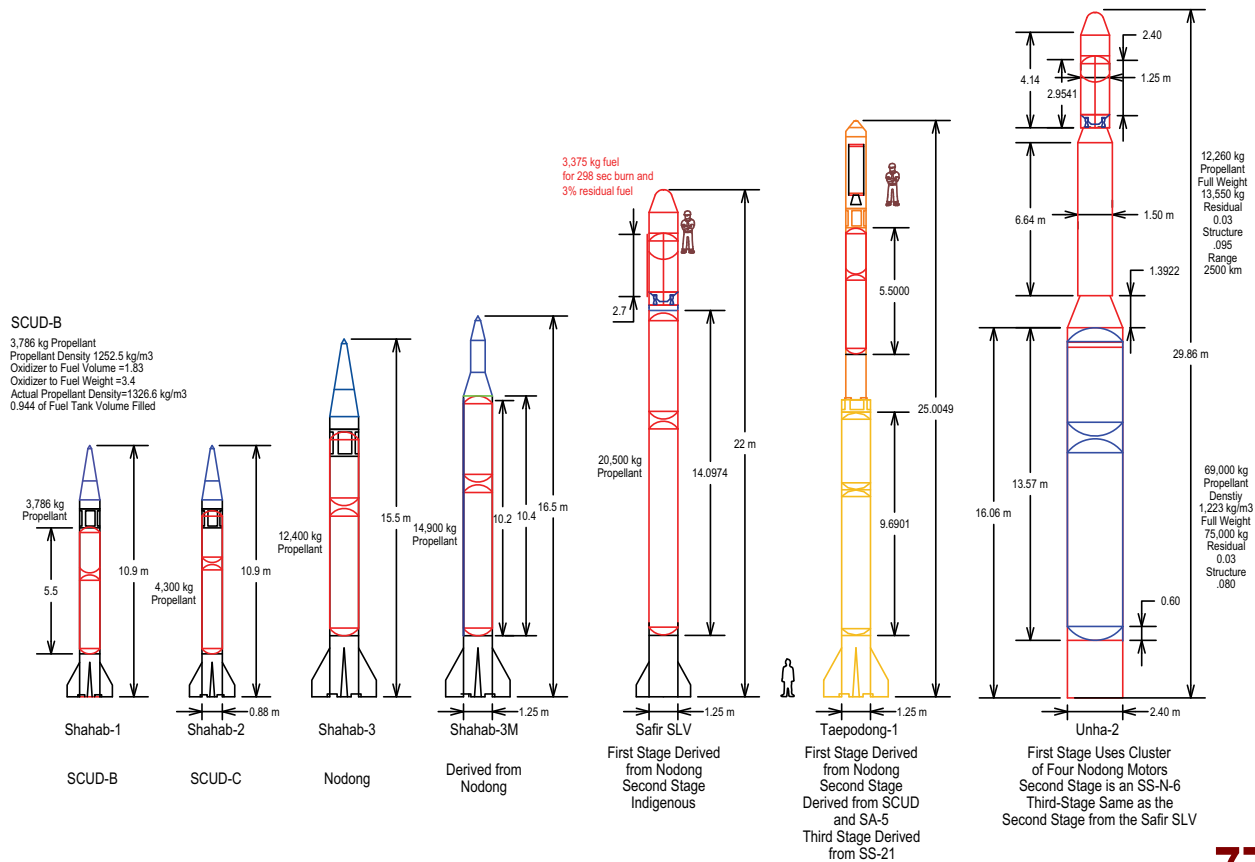 SCUD-B
3,786 kg Propellant
Propellant Density 1252.5 kg/m3
Oxidizer to Fuel Volume =1.83
Oxidizer to Fuel Weight =3.4
Actual Propellant Density=1326.6 kg/m3
0.944 of Fuel Tank Volume Filled
3,786 kg
Propellant
5.5
10.9 m
Shahab-1
SCUD-B
4,300 kg
Propellant
10.9 m
0.88 m
Shahab-2
SCUD-C
12,400 kg
Propellant
15.5 m
Shahab-3
Nodong
14,900 kg
Propellant
10.2
10.4
16.5 m
1.25 m
Shahab-3M
Derived from
Nodong
3,375 kg fuel
for 298 sec burn and
3% residual fuel
2.7
20,500 kg
Propellant
14.0974
22 m
1.25 m
Safir SLV
First Stage Derived
from Nodong
Second Stage
Indigenous
5.5000
25.0049
9.6901
1.25 m
Taepodong-1
First Stage Derived
from Nodong
Second Stage
Derived from SCUD
and SA-5
Third Stage Derived
from SS-21
2.40
4.14
1.25 m
2.9541
12,260 kg
Propellant
Full Weight
13,550 kg
Residual
0.03
Structure
.095
Range
2500 km
6.64 m
1.50 m
1.3922
29.86 m
13.57 m
16.06 m
69,000 kg
Propellant
Denstiy
1,223 kg/m3
Full Weight
75,000 kg
Residual
0.03
Structure
.080
0.60
2.40 m
Unha-2
First Stage Uses Cluster
of Four Nodong Motors
Second Stage is an SS-N-6
Third-Stage Same as the
Second Stage from the Safir SLV